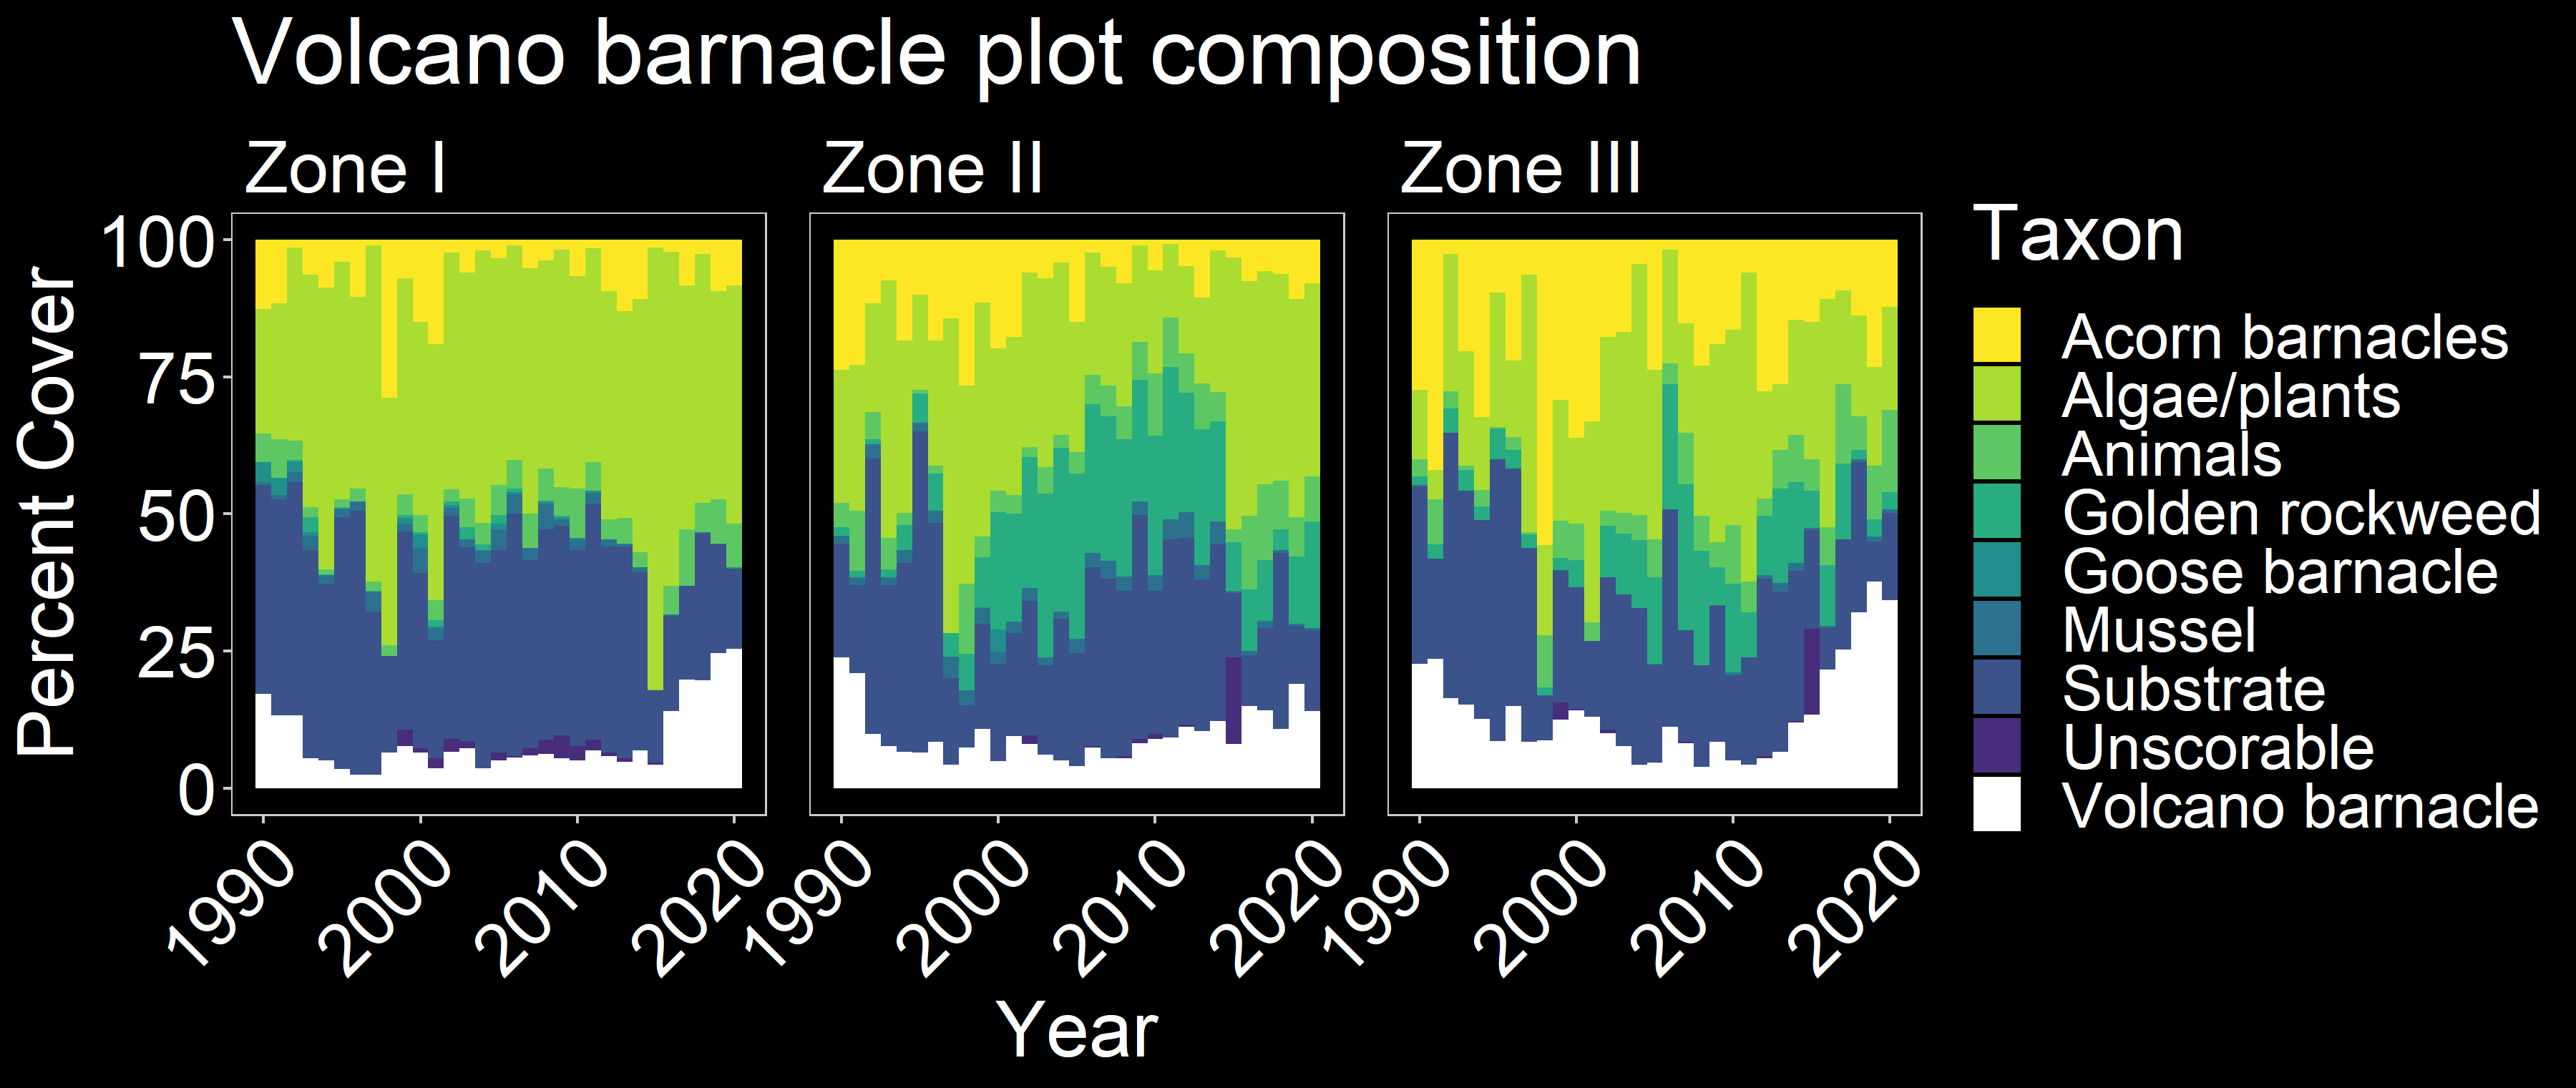 Volcano barnacle plot composition
Zone I
Zone II
Zone III
Percent Cover
100
75
50
25
0
1990
2000
2010
2020
1990
2000
2010
2020
1990
2000
2010
2020
Year
Taxon
Acorn barnacles
Algae/plants
Animals
Golden rockweed
Goose barnacle
Mussel
Substrate
Unscorable
Volcano barnacle